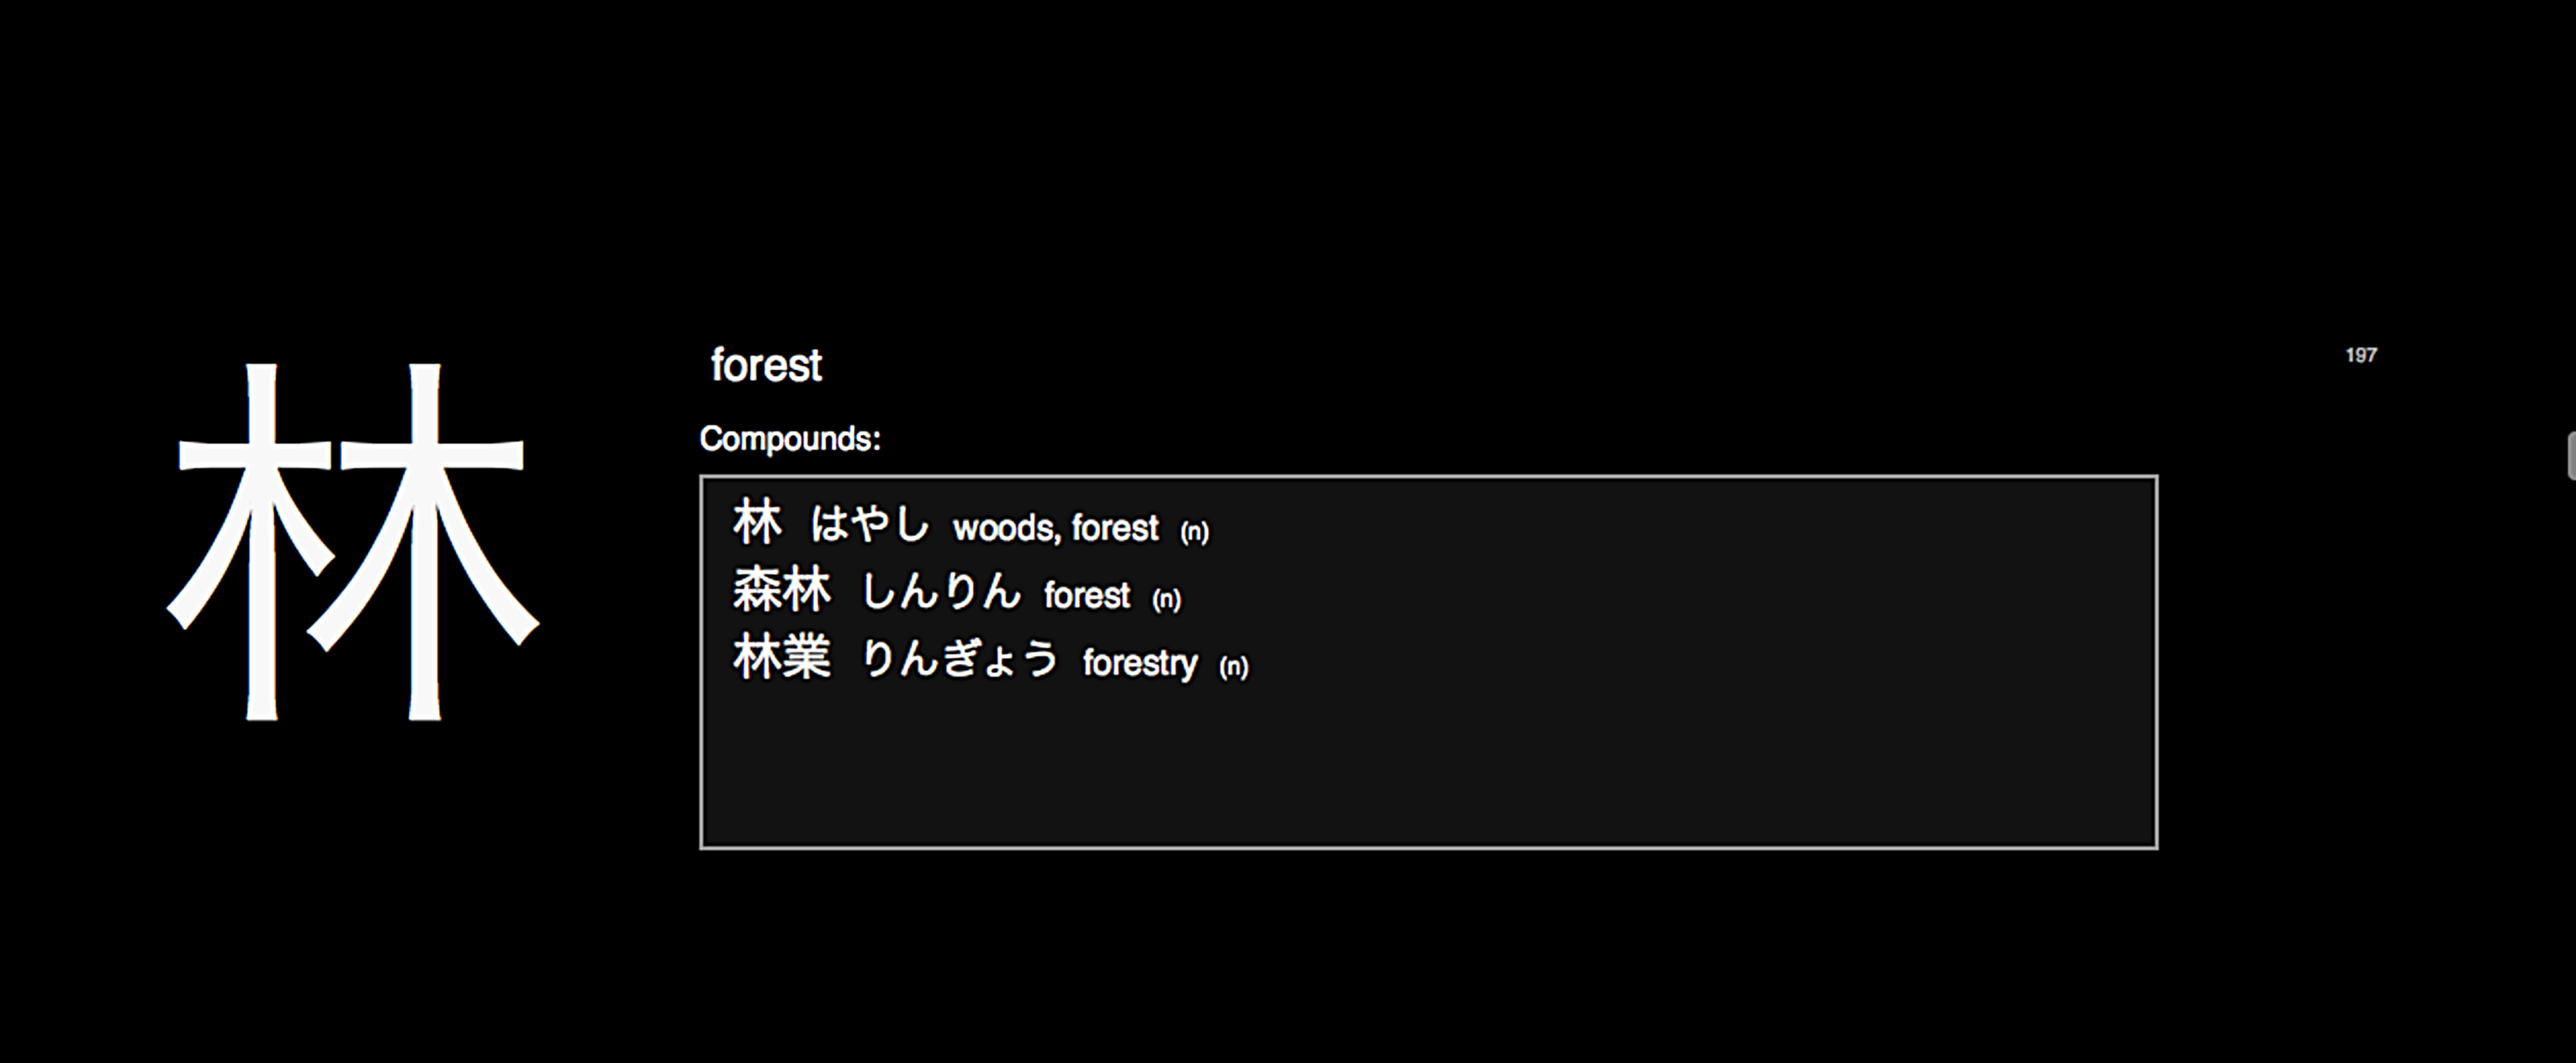 林
forest
197
Compounds:
林 はやし woods, forest (n)
森林 しんりん forest (n)
林業 りんぎょう forestry (n)